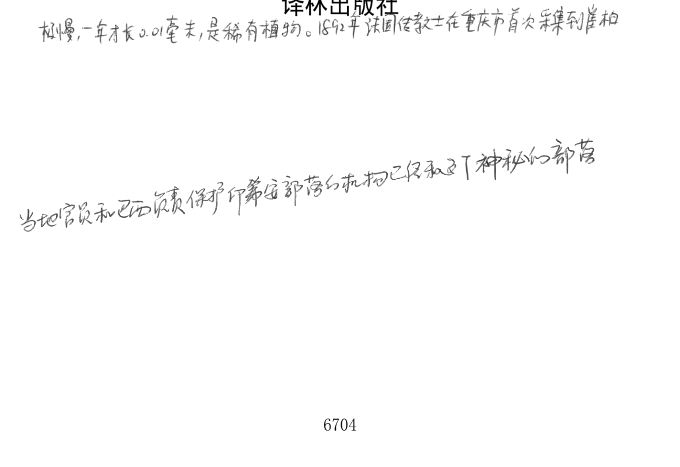 译林出版社
极慢,一年才长0.01毫米,是稀有植物。1892年法国传教士在重庆市首次采集到崖柏
当地官员和巴西负责保护印第安部落的机构已经和这个神秘的部落
6704